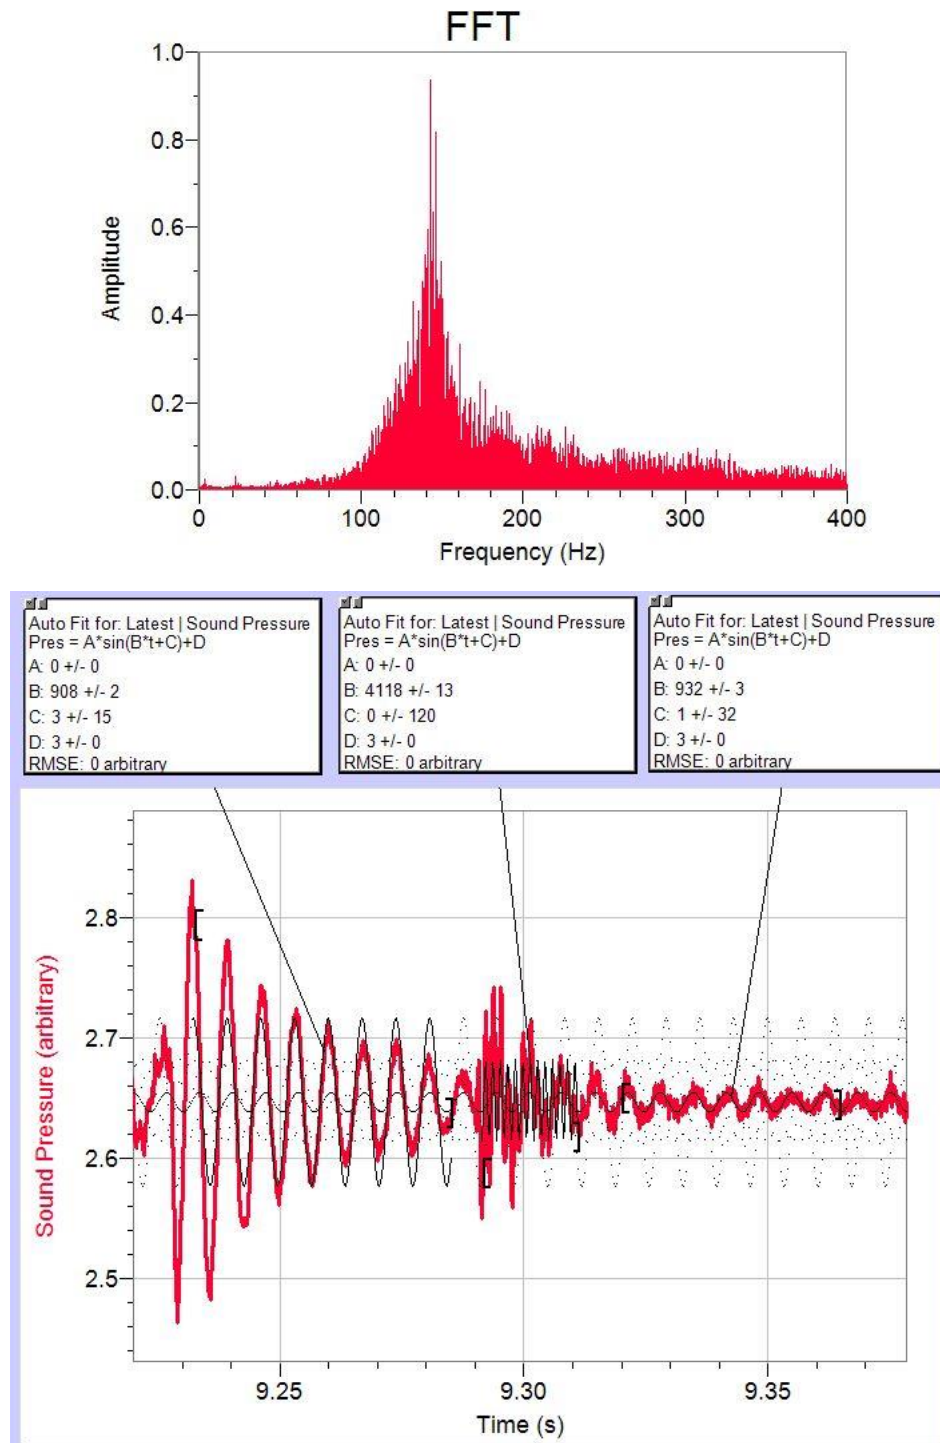 FFT
1.0
0.8
0.6
0.4
0.2
0.0
Amplitude
0 100 200 300 400
Frequency (Hz)
Auto Fit for: Latest | Sound Pressure
Pres = A*sin(B*t+C)+D
A: 0 +/- 0
B: 908 +/- 2
C: 3 +/- 15
D: 3 +/- 0
RMSE: 0 arbitrary
Auto Fit for: Latest | Sound Pressure
Pres = A*sin(B*t+C)+D
A: 0 +/- 0
B: 4118 +/- 13
C: 0 +/- 120
D: 3 +/- 0
RMSE: 0 arbitrary
Auto Fit for: Latest | Sound Pressure
Pres = A*sin(B*t+C)+D
A: 0 +/- 0
B: 932 +/- 3
C: 1 +/- 32
D: 3 +/- 0
RMSE: 0 arbitrary
2.8
2.7
2.6
2.5
Sound Pressure (arbitrary)
9.25 9.30 9.35
Time (s)